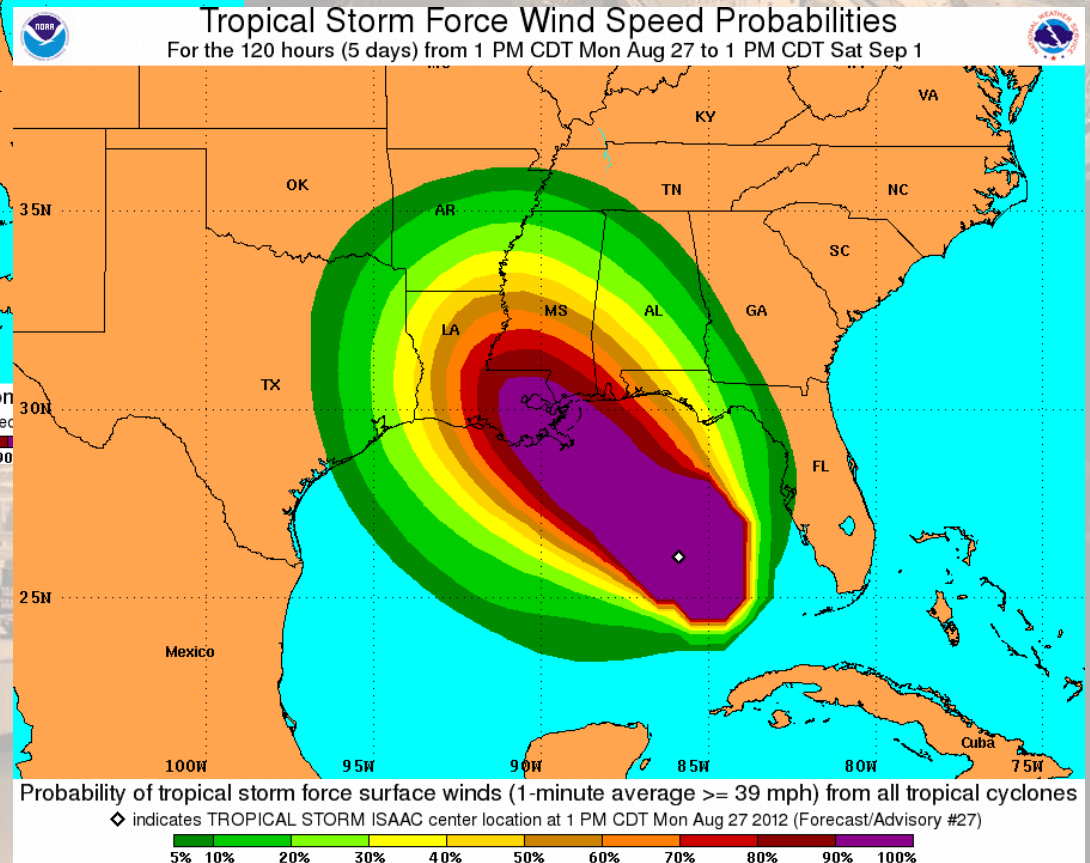 Tropical Storm Force Wind Speed Probabilities
For the 120 hours (5 days) from 1 PM CDT Mon Aug 27 to 1 PM CDT Sat Sep 1
NOAA
NATIONAL WEATHER SERVICE
VA
KY
OK
TN
NC
35N
AR
SC
MS
AL
GA
LA
TX
30N
FL
25N
Mexico
Cuba
100W
95W
90W
85W
80W
75W
Probability of tropical storm force surface winds (1-minute average >= 39 mph) from all tropical cyclones
indicates TROPICAL STORM ISAAC center location at 1 PM CDT Mon Aug 27 2012 (Forecast/Advisory #27)
5% 10% 20% 30% 40% 50% 60% 70% 80% 90% 100%